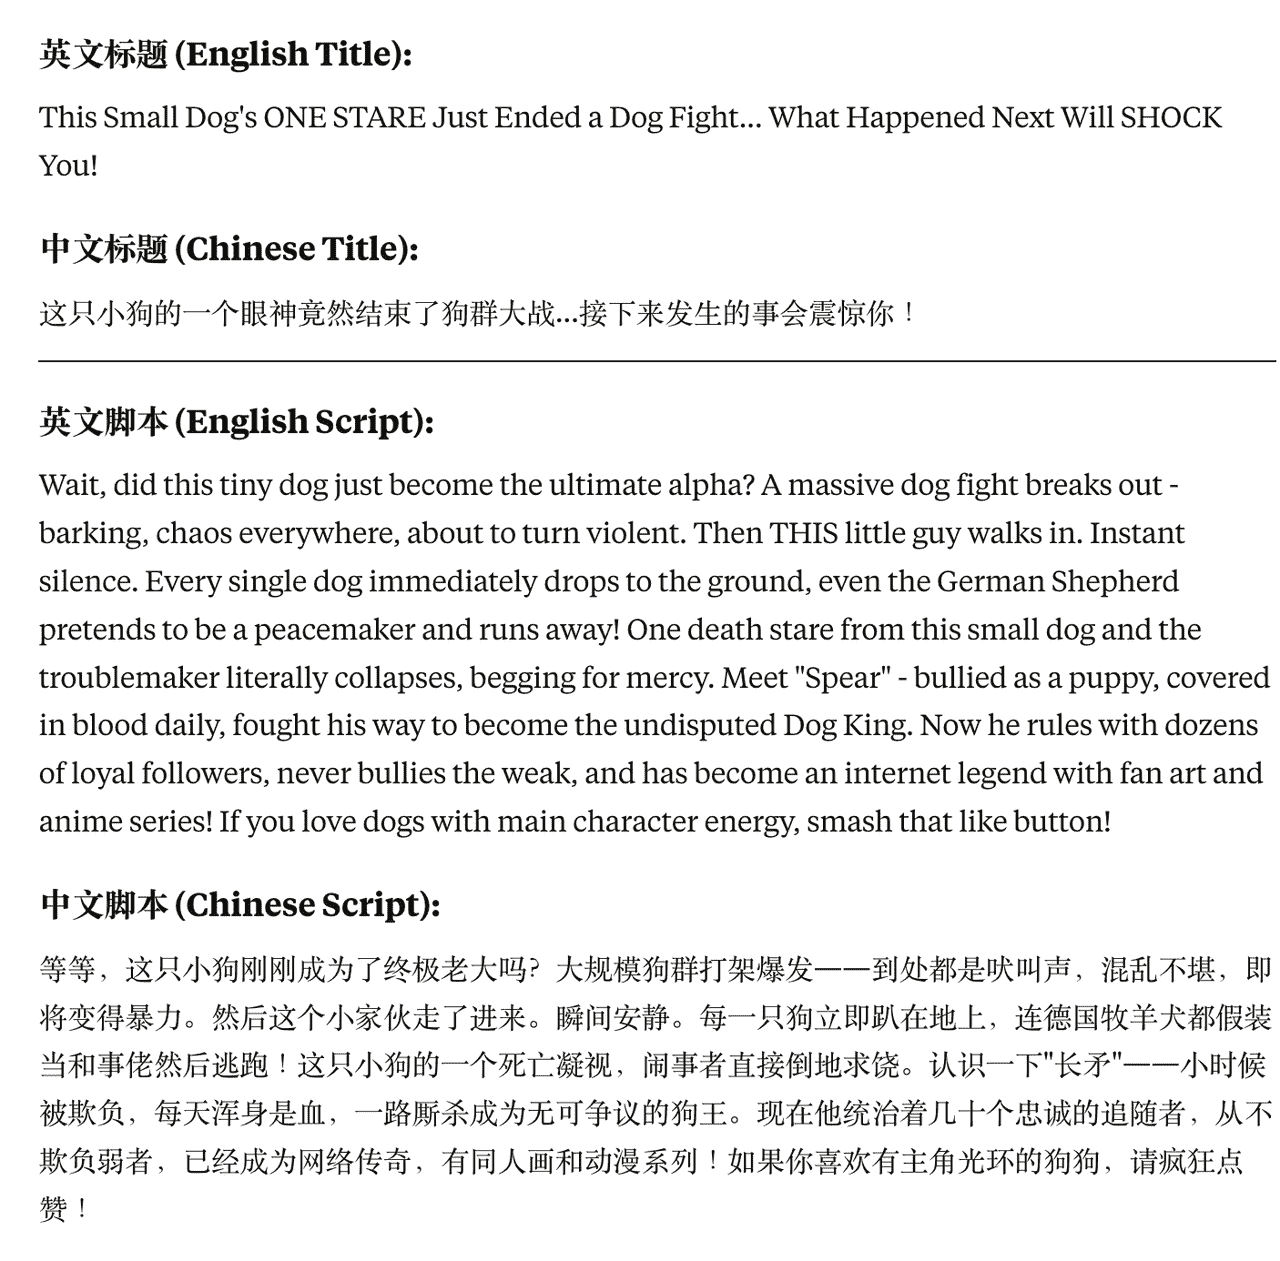 英文标题 (English Title):
This Small Dog's ONE STARE Just Ended a Dog Fight... What Happened Next Will SHOCK
You!
中文标题 (Chinese Title):
这只小狗的一个眼神竟然结束了狗群大战...接下来发生的事会震惊你！
英文脚本 (English Script):
Wait, did this tiny dog just become the ultimate alpha? A massive dog fight breaks out -
barking, chaos everywhere, about to turn violent. Then THIS little guy walks in. Instant
silence. Every single dog immediately drops to the ground, even the German Shepherd
pretends to be a peacemaker and runs away! One death stare from this small dog and the
troublemaker literally collapses, begging for mercy. Meet "Spear" - bullied as a puppy, covered
in blood daily, fought his way to become the undisputed Dog King. Now he rules with dozens
of loyal followers, never bullies the weak, and has become an internet legend with fan art and
anime series! If you love dogs with main character energy, smash that like button!
中文脚本 (Chinese Script):
等等，这只小狗刚刚成为了终极老大吗？大规模狗群打架爆发——到处都是吠叫声，混乱不堪，即
将变得暴力。然后这个小家伙走了进来。瞬间安静。每一只狗立即趴在地上，连德国牧羊犬都假装
当和事佬然后逃跑！这只小狗的一个死亡凝视，闹事者直接倒地求饶。认识一下"长矛"——小时候
被欺负，每天浑身是血，一路厮杀成为无可争议的狗王。现在他统治着几十个忠诚的追随者，从不
欺负弱者，已经成为网络传奇，有同人画和动漫系列！如果你喜欢有主角光环的狗狗，请疯狂点
赞！